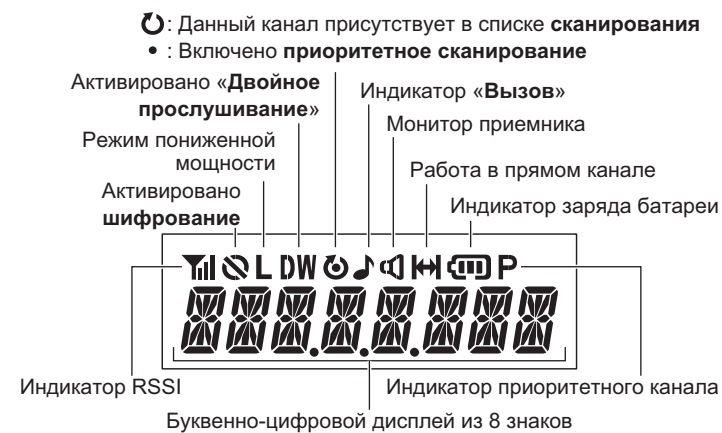 : Данный канал присутствует в списке сканирования
• : Включено приоритетное сканирование
Активировано «Двойное
прослушивание»
Индикатор «Вызов»
Режим пониженной
мощности
Монитор приемника
Активировано
шифрование
Работа в прямом канале
Индикатор заряда батареи
L DW P
Индикатор RSSI
Индикатор приоритетного канала
Буквенно-цифровой дисплей из 8 знаков